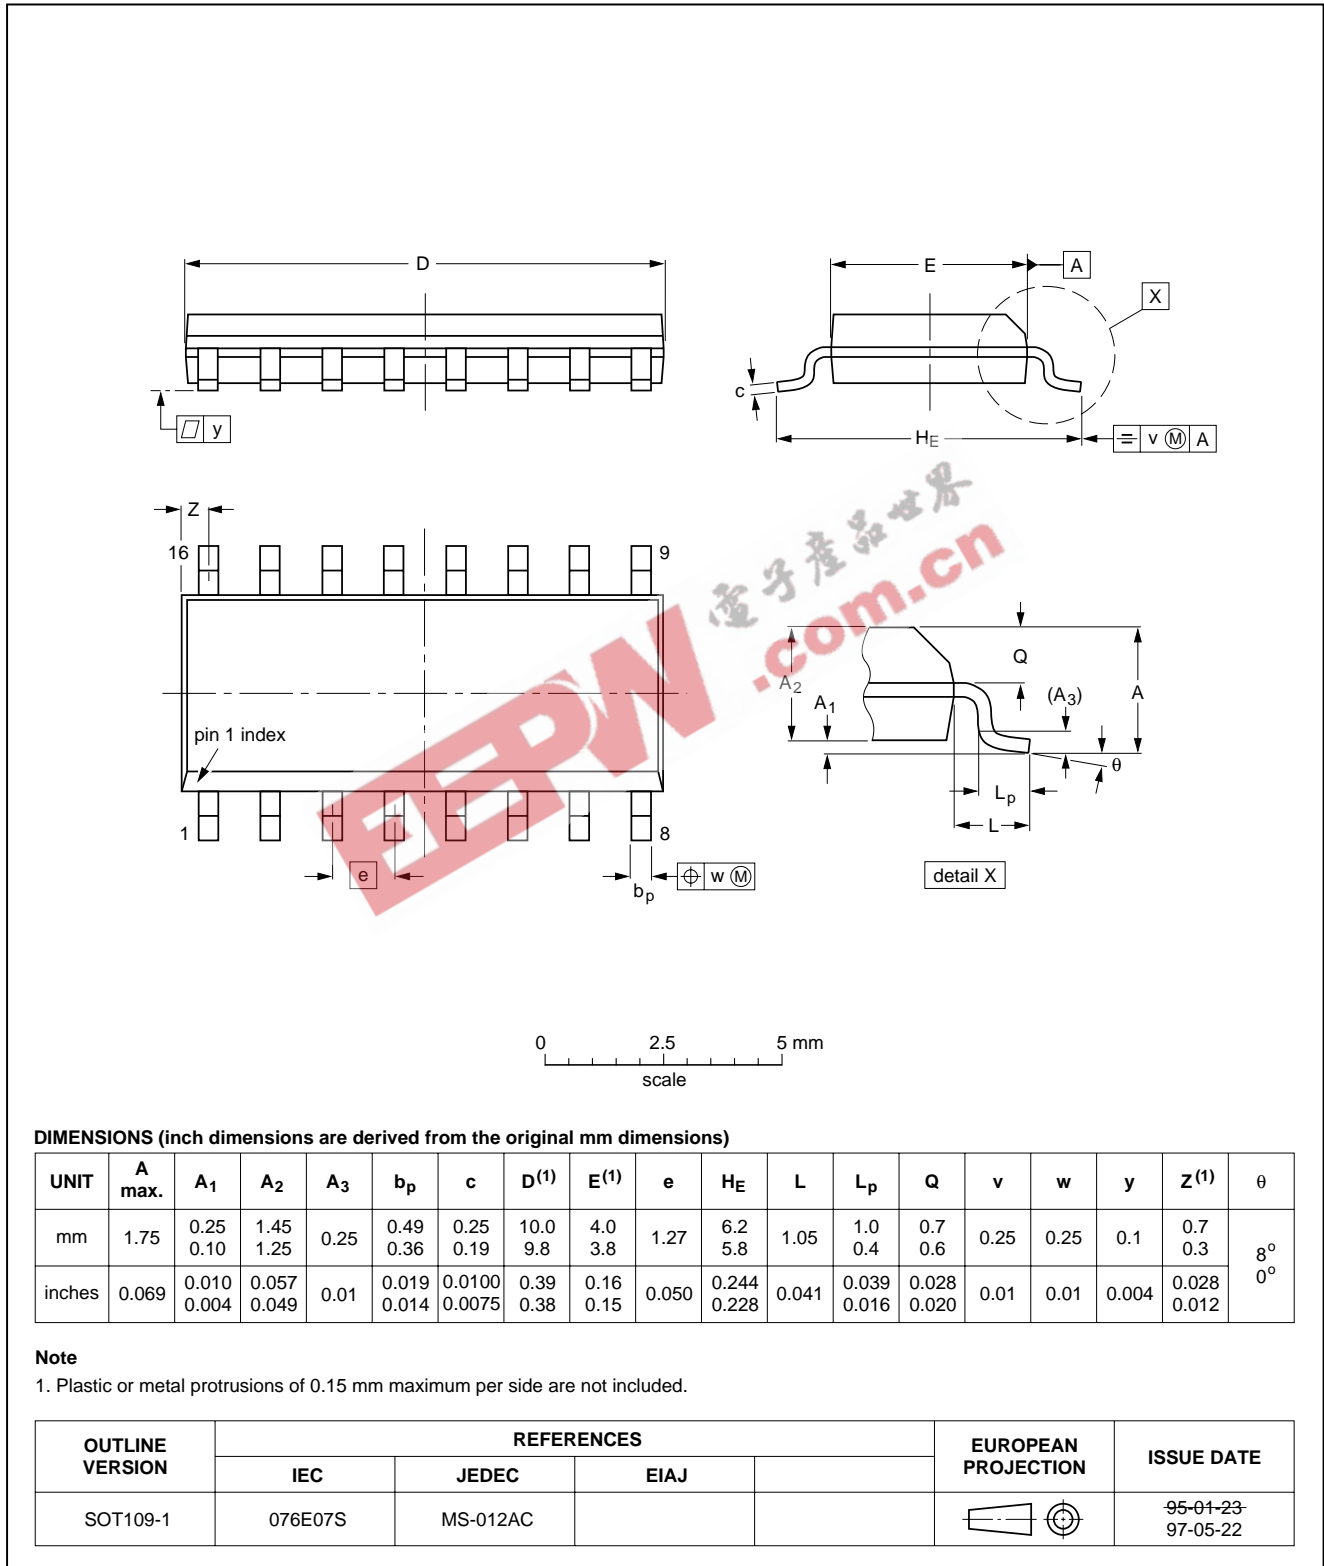 D
E
A
X
c
y
HE
v M A
Z
16
9
電子產品世界
EEPW.com.cn
pin 1 index
1
8
e
bp
w M
A2
A1
Q
(A3)
A
θ
Lp
L
detail X
0 2.5 5 mm
scale
DIMENSIONS (inch dimensions are derived from the original mm dimensions)
UNIT A max. A1 A2 A3 bp c D(1) E(1) e HE L Lp Q v w y Z(1) θ
mm 1.75 0.25 0.10 1.45 1.25 0.25 0.49 0.36 0.25 0.19 10.0 9.8 4.0 3.8 1.27 6.2 5.8 1.05 1.0 0.4 0.7 0.6 0.25 0.25 0.1 0.7 0.3 8° 0°
inches 0.069 0.010 0.004 0.057 0.049 0.01 0.019 0.014 0.0100 0.0075 0.39 0.38 0.16 0.15 0.050 0.244 0.228 0.041 0.039 0.016 0.028 0.020 0.01 0.01 0.004 0.028 0.012
Note
1. Plastic or metal protrusions of 0.15 mm maximum per side are not included.
OUTLINE VERSION REFERENCES EUROPEAN PROJECTION ISSUE DATE
IEC JEDEC EIAJ
SOT109-1 076E07S MS-012AC 95-01-23
97-05-22